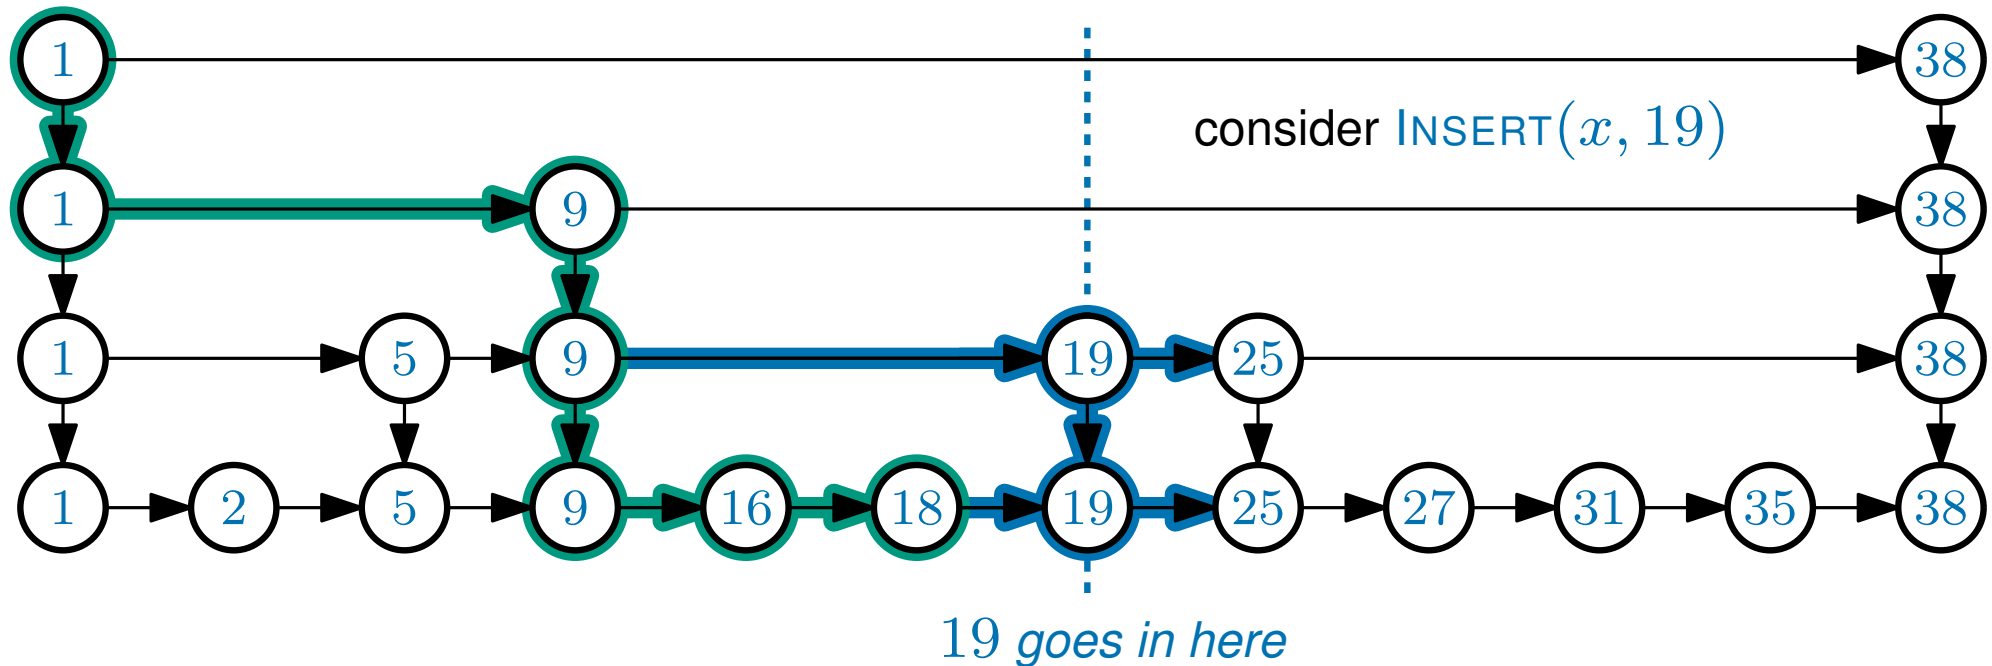 1 38
consider INSERT(x, 19)
1 9 38
1 5 9 19 25 38
1 2 5 9 16 18 19 25 27 31 35 38
19 goes in here